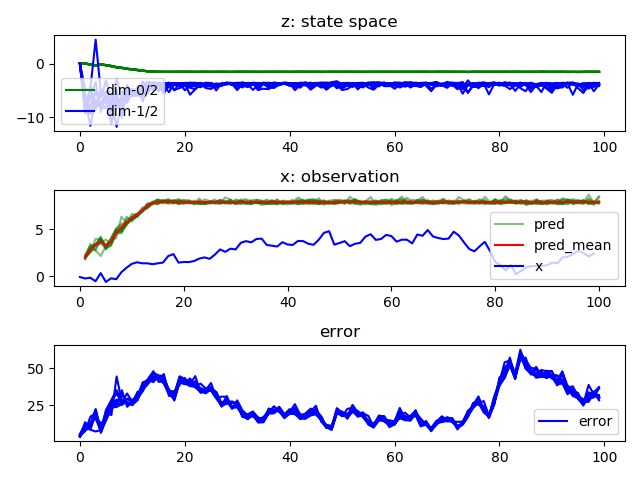 z: state space
0
−10
dim-0/2
dim-1/2
0 20 40 60 80 100
x: observation
5
0
pred
pred_mean
x
0 20 40 60 80 100
error
50
25
error
0 20 40 60 80 100